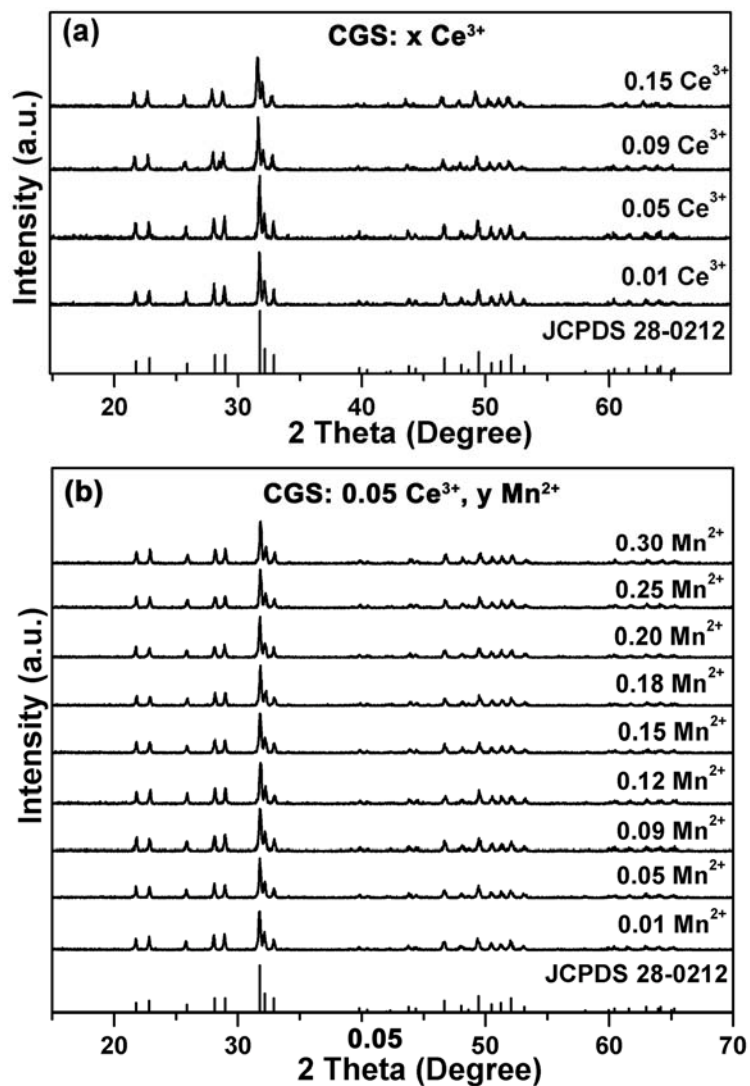 (a) CGS: x Ce³⁺
0.15 Ce³⁺
0.09 Ce³⁺
0.05 Ce³⁺
0.01 Ce³⁺
JCPDS 28-0212
Intensity (a.u.)
20 30 40 50 60
2 Theta (Degree)
(b) CGS: 0.05 Ce³⁺, y Mn²⁺
0.30 Mn²⁺
0.25 Mn²⁺
0.20 Mn²⁺
0.18 Mn²⁺
0.15 Mn²⁺
0.12 Mn²⁺
0.09 Mn²⁺
0.05 Mn²⁺
0.01 Mn²⁺
JCPDS 28-0212
Intensity (a.u.)
20 30 0.05 50 60 70
2 Theta (Degree)